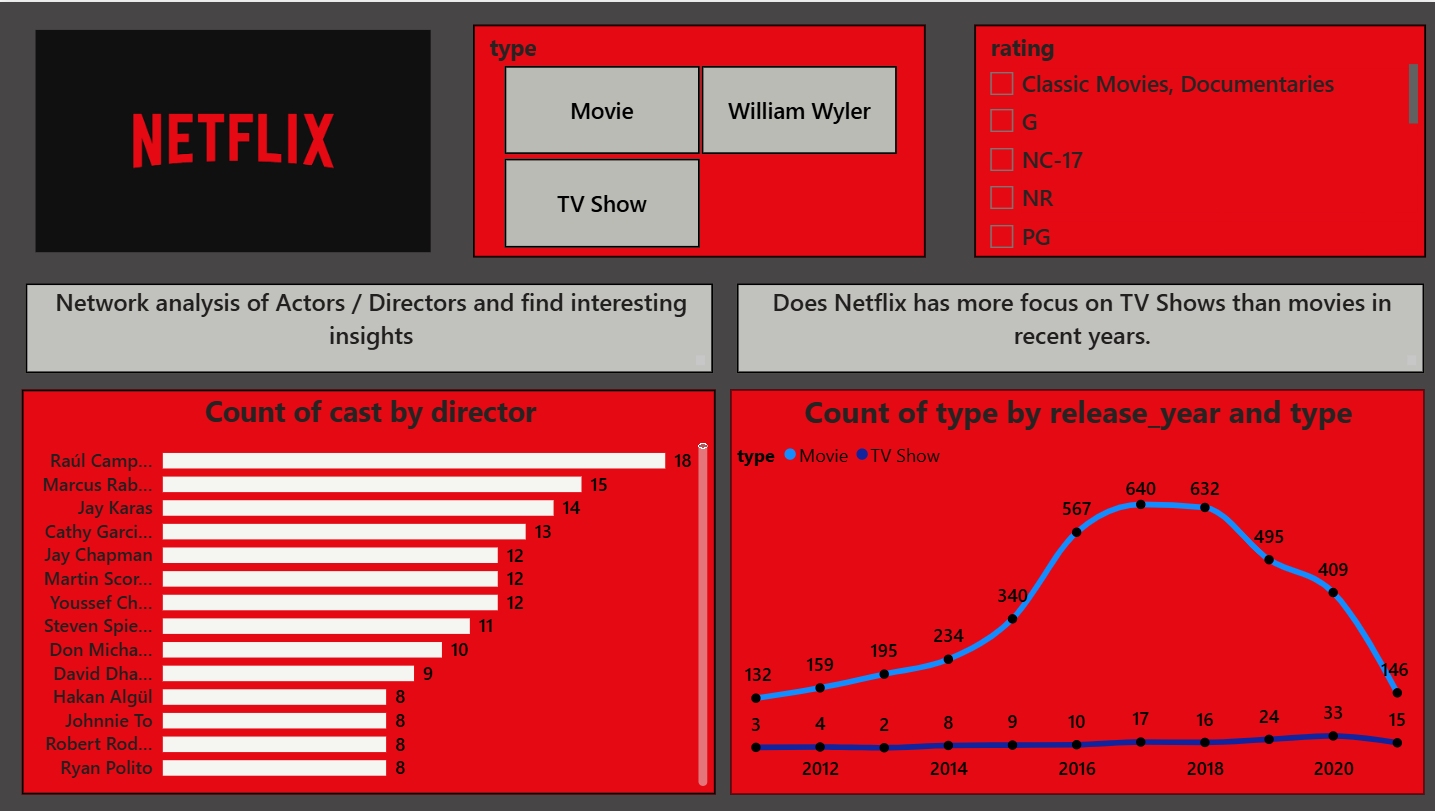 NETFLIX
type
Movie
William Wyler
TV Show
rating
Classic Movies, Documentaries
G
NC-17
NR
PG
Network analysis of Actors / Directors and find interesting
insights
Does Netflix has more focus on TV Shows than movies in
recent years.
Count of cast by director
Raúl Camp... 18
Marcus Rab... 15
Jay Karas 14
Cathy Garci... 13
Jay Chapman 12
Martin Scor... 12
Youssef Ch... 12
Steven Spie... 11
Don Micha... 10
David Dha... 9
Hakan Algül 8
Johnnie To 8
Robert Rod... 8
Ryan Polito 8
Count of type by release_year and type
type Movie TV Show
132 159 195 234 340 567 640 632 495 409 146
3 4 2 8 9 10 17 16 24 33 15
2012 2014 2016 2018 2020